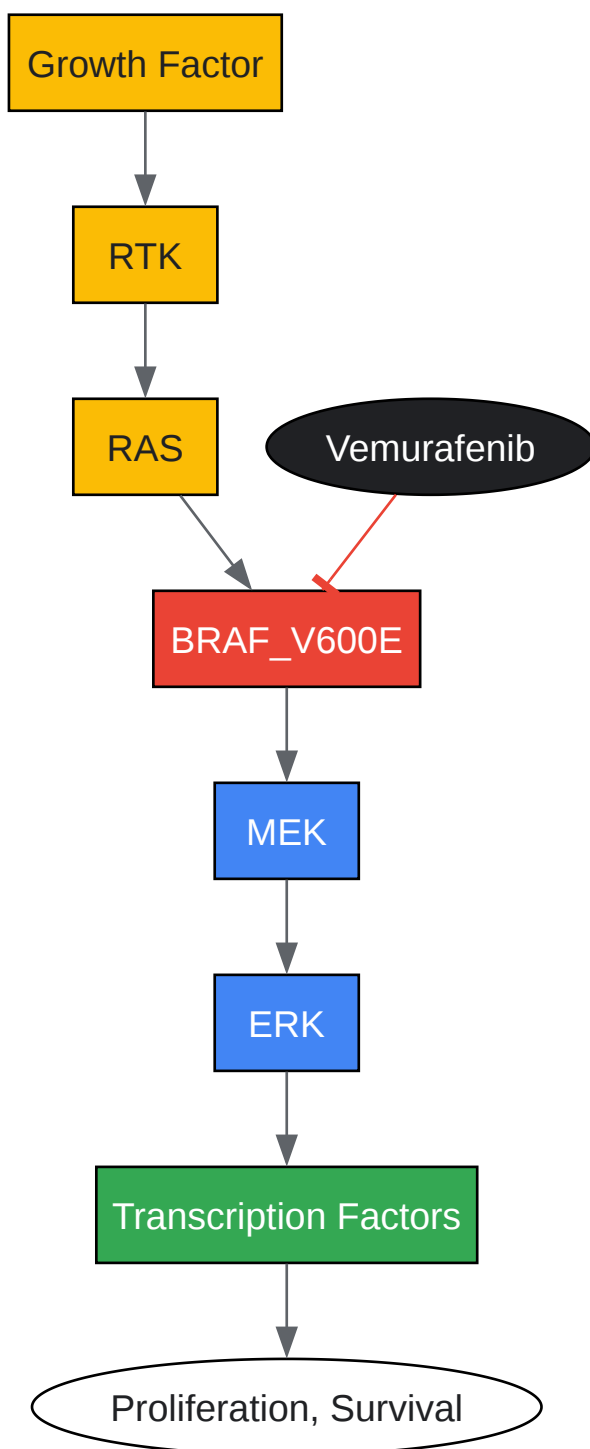 Growth Factor
RTK
RAS
Vemurafenib
BRAF_V600E
MEK
ERK
Transcription Factors
Proliferation, Survival